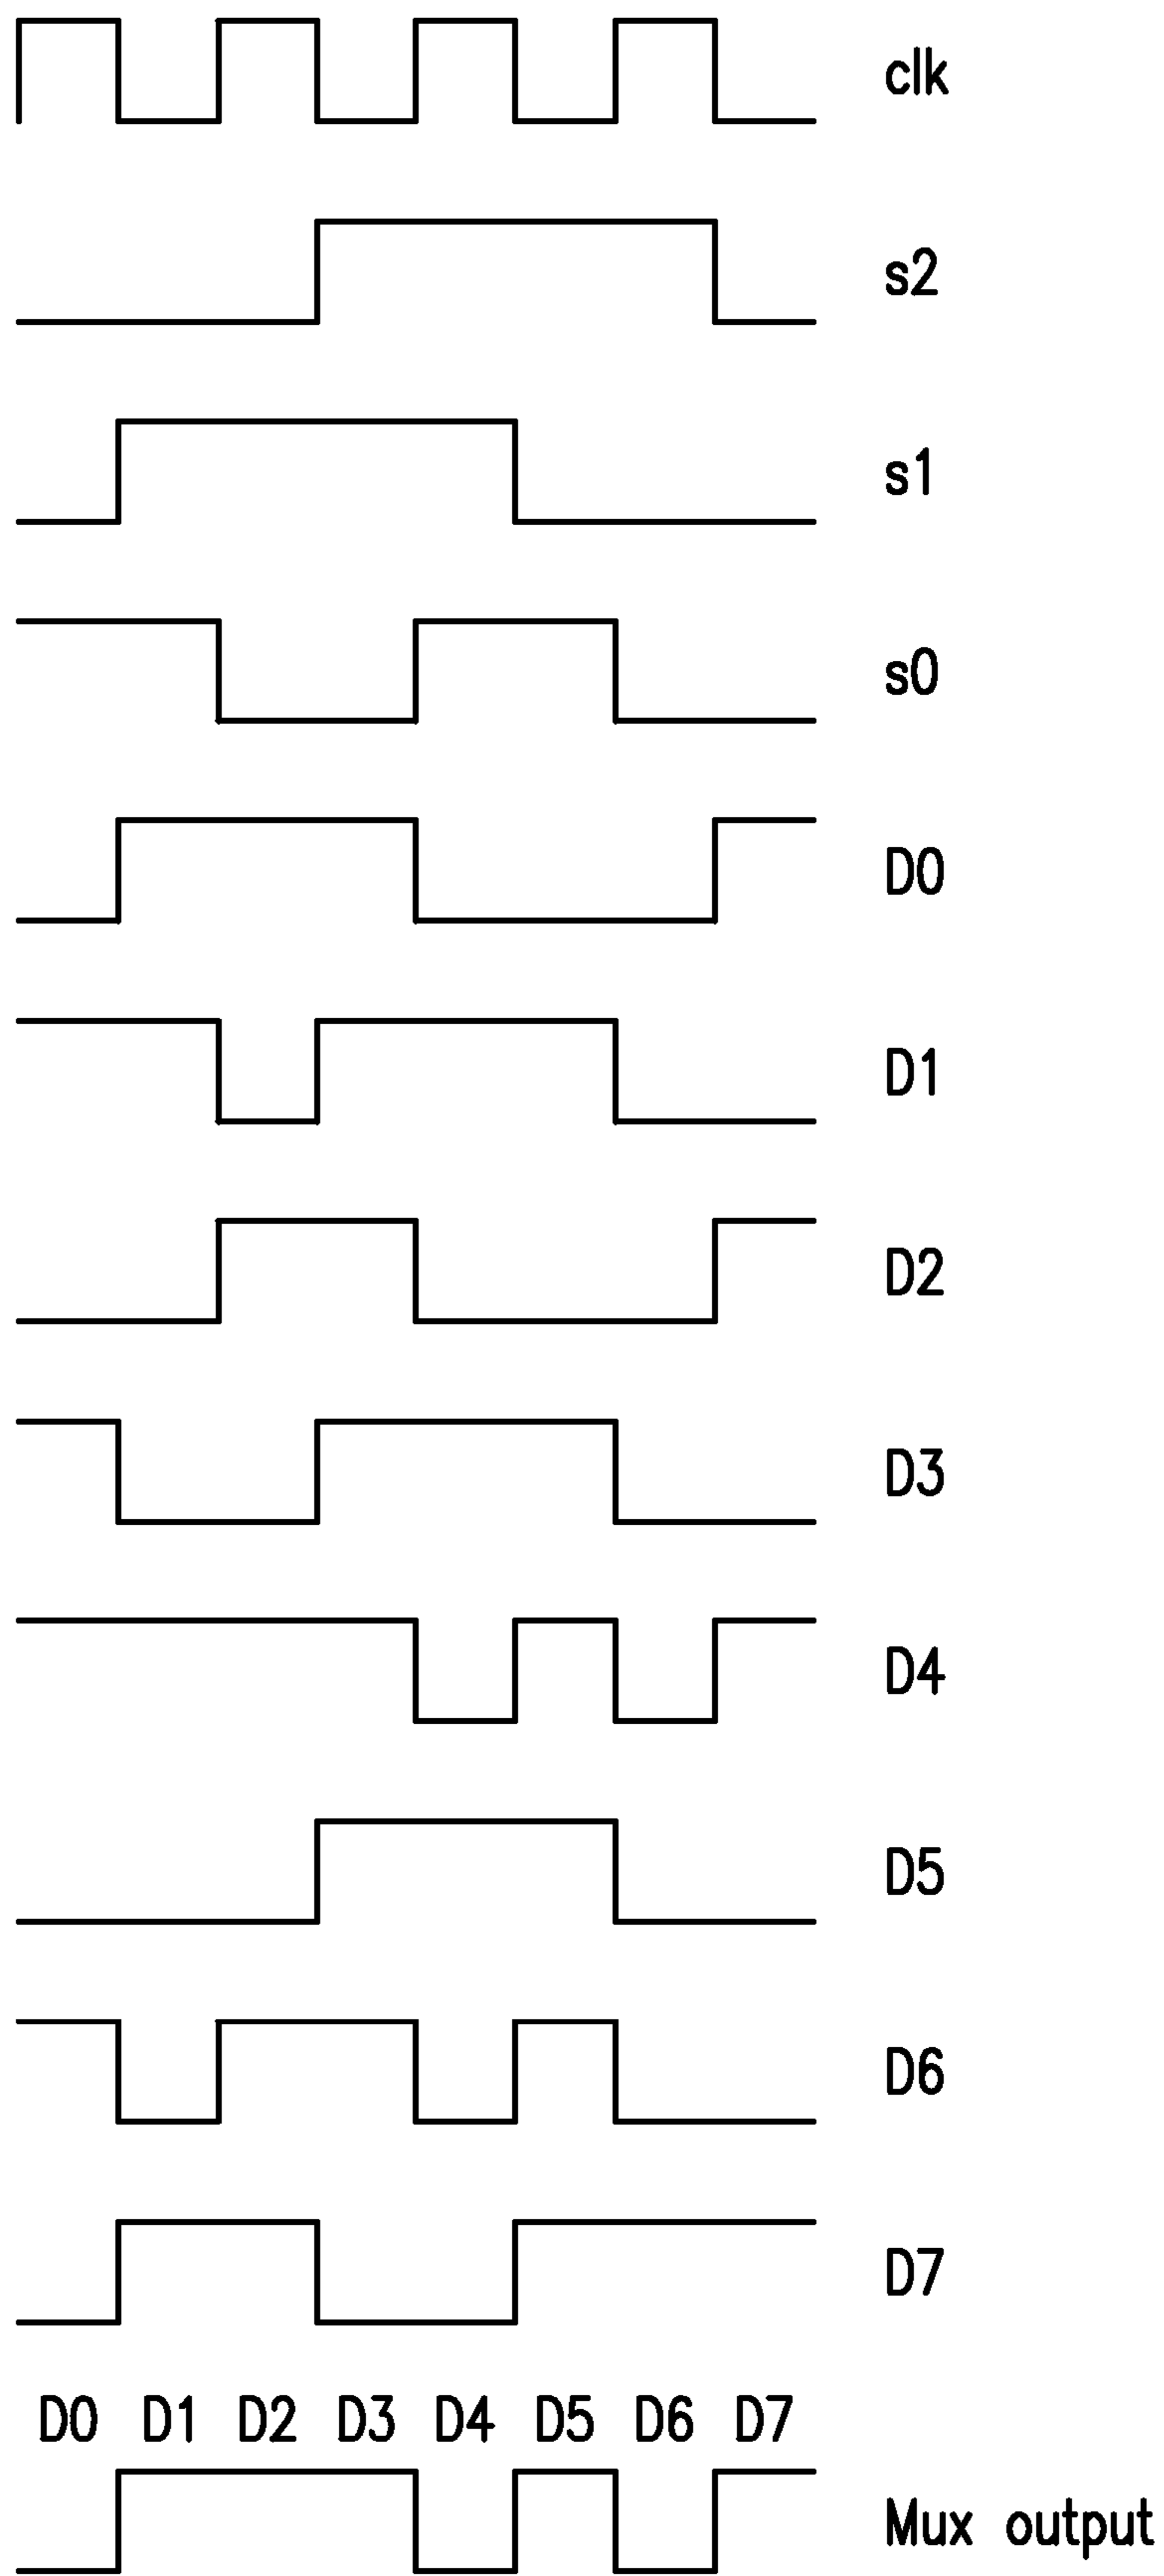 clk
s2
s1
s0
D0
D1
D2
D3
D4
D5
D6
D7
D0 D1 D2 D3 D4 D5 D6 D7
Mux output